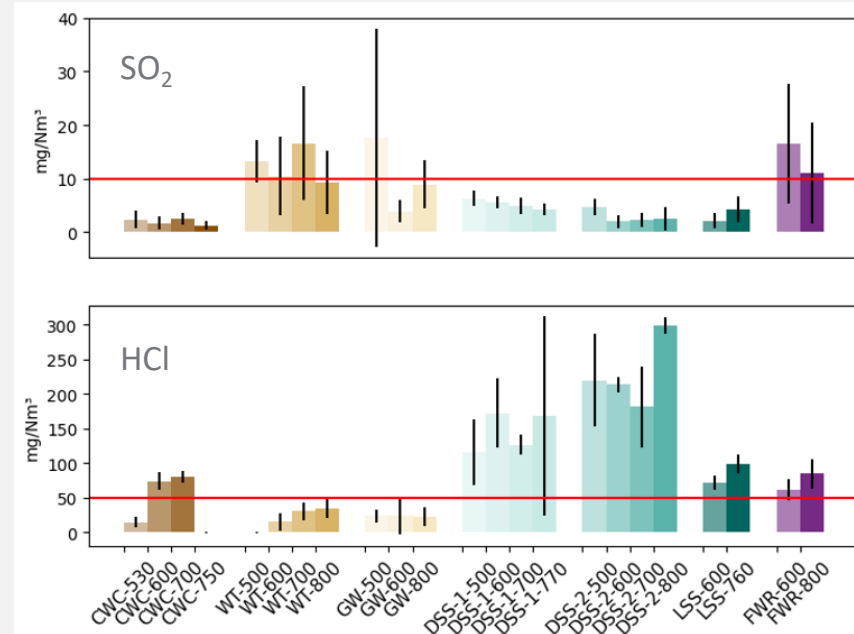 SO₂
mg/Nm³
40
30
20
10
0
HCl
mg/Nm³
300
250
200
150
100
50
0
CWC-530
CWC-600
CWC-700
CWC-750
WT-500
WT-600
WT-700
WT-800
GW-500
GW-600
GW-800
DSS-1-500
DSS-1-600
DSS-1-700
DSS-1-770
DSS-2-500
DSS-2-600
DSS-2-700
DSS-2-800
LSS-600
LSS-760
FWR-600
FWR-800